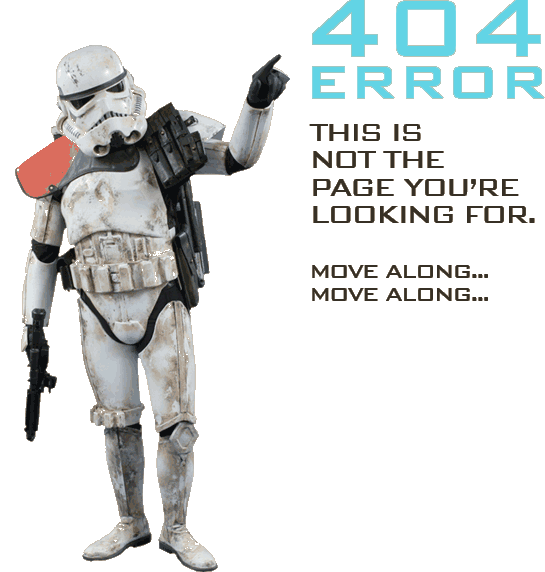 404
ERROR
THIS IS
NOT THE
PAGE YOU'RE
LOOKING FOR.
MOVE ALONG...
MOVE ALONG...